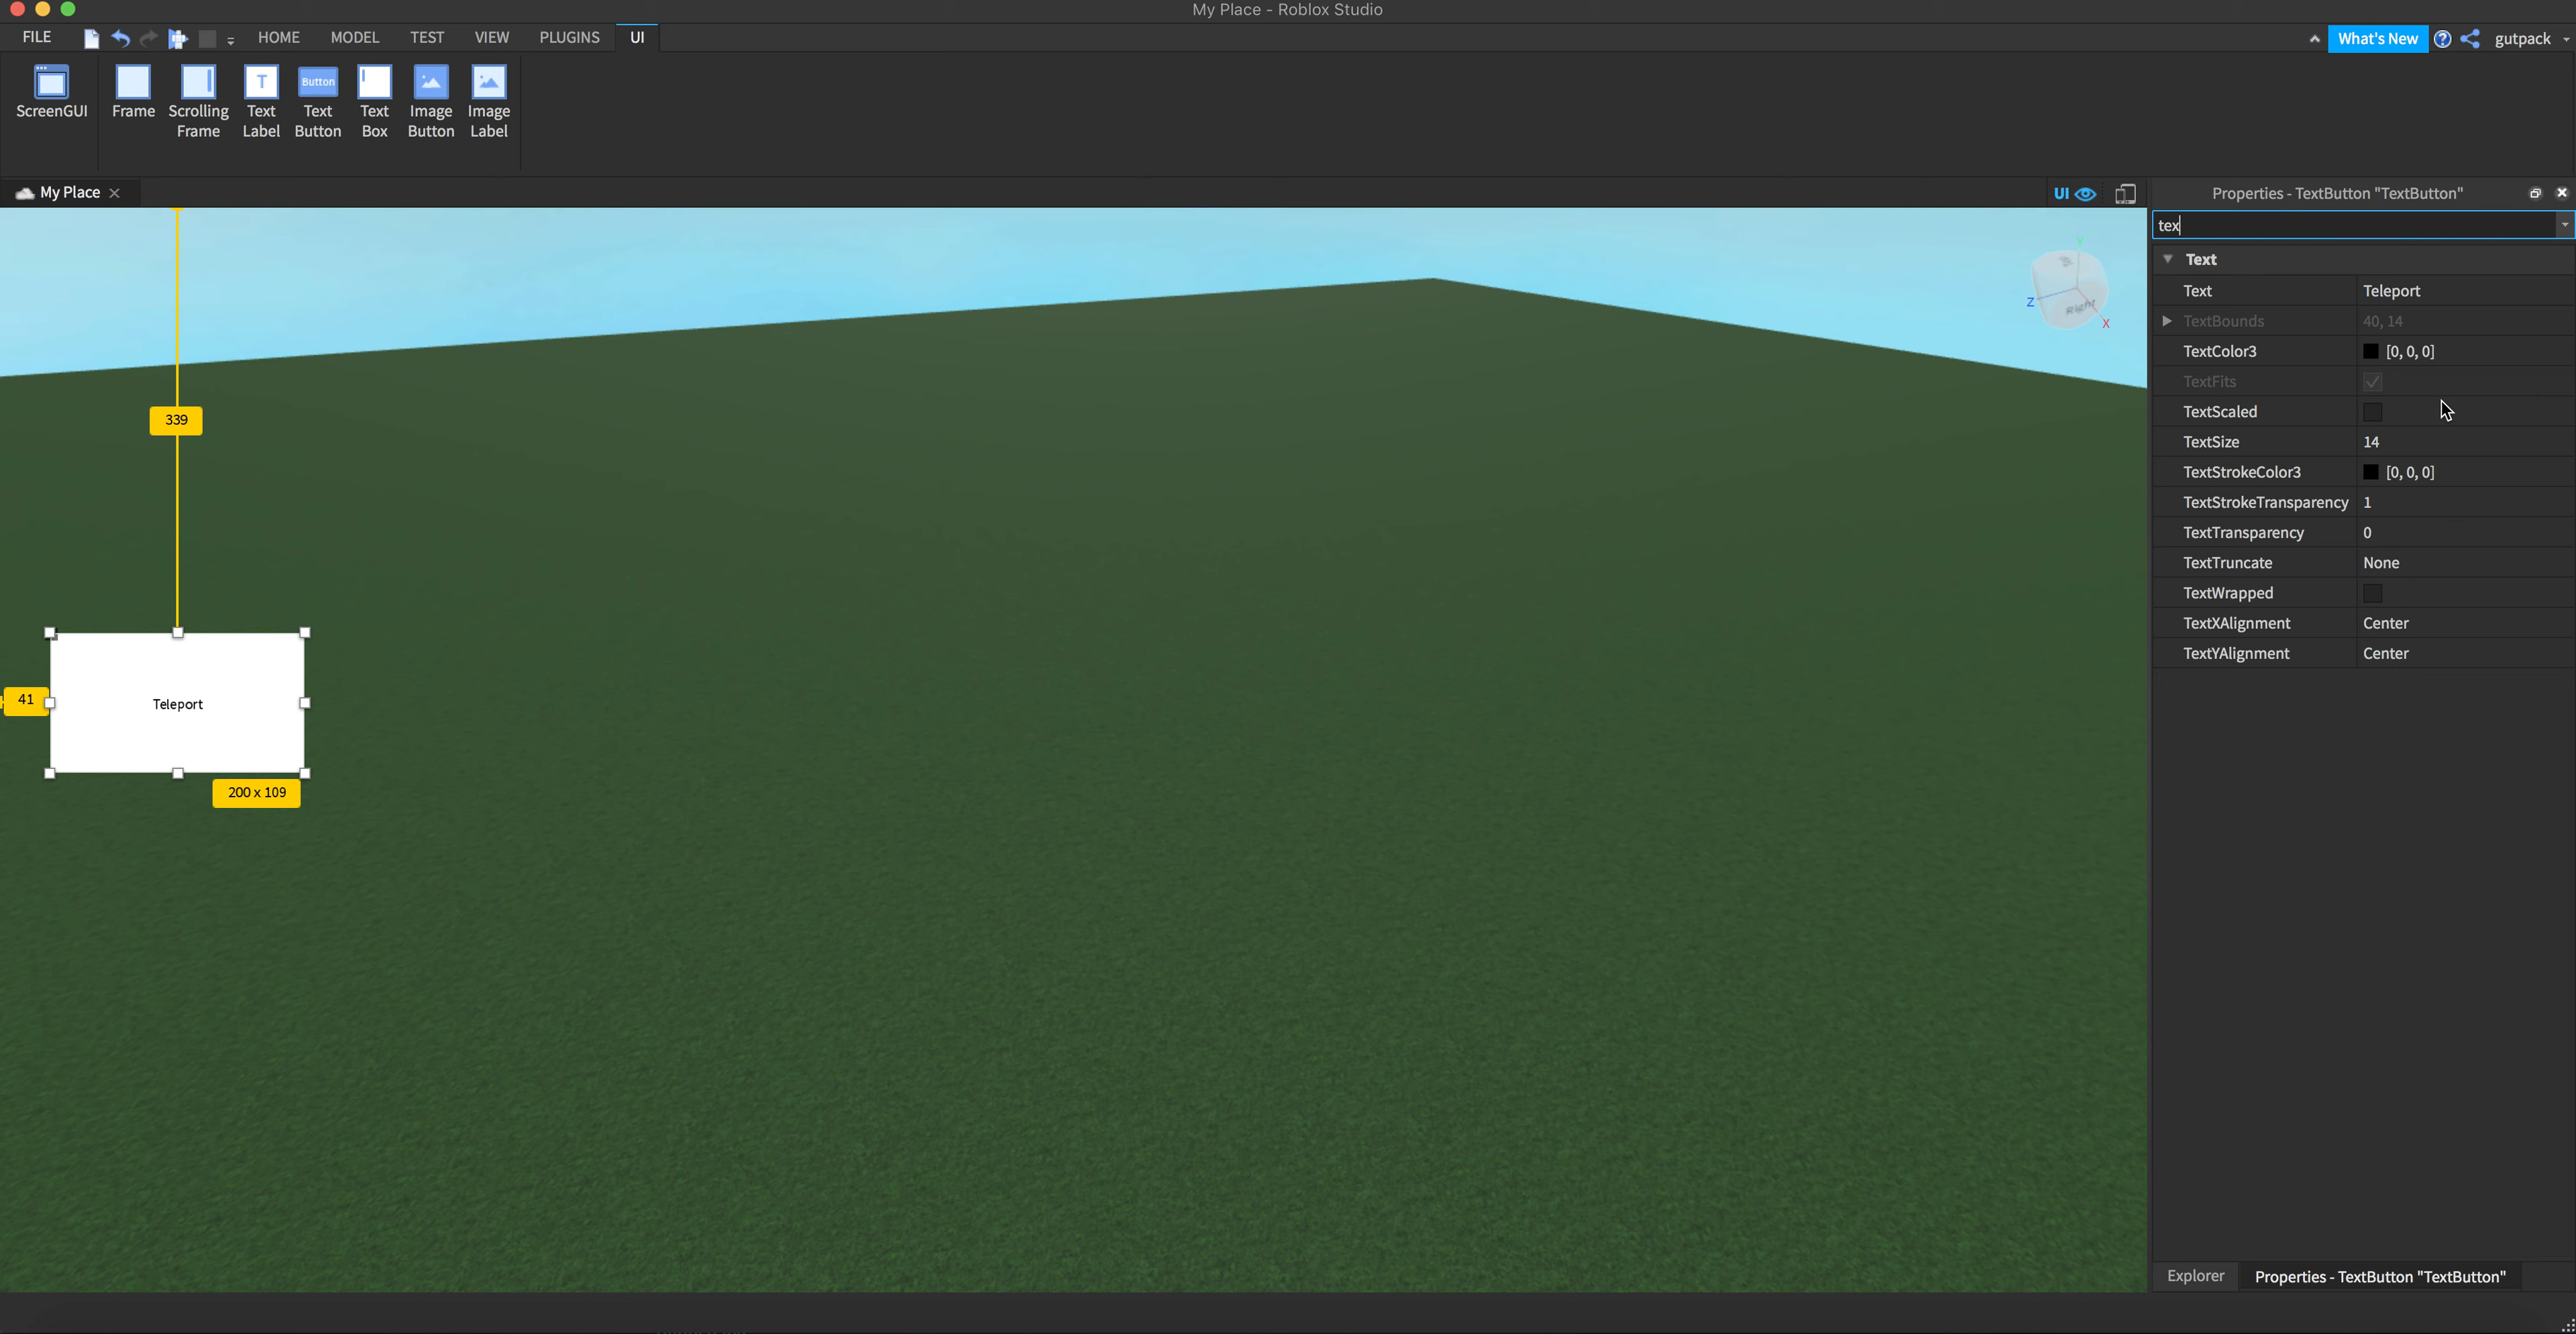 My Place - Roblox Studio
FILE HOME MODEL TEST VIEW PLUGINS UI What's New ? gutpack
ScreenGUI
Frame
Scrolling
Frame
T
Text
Label
Button
Text
Button
Text
Box
Image
Button
Image
Label
My Place
UI
Properties - TextButton "TextButton"
tex
Text
Text Teleport
TextBounds 40, 14
TextColor3 [0, 0, 0]
TextFits
TextScaled
TextSize 14
TextStrokeColor3 [0, 0, 0]
TextStrokeTransparency 1
TextTransparency 0
TextTruncate None
TextWrapped
TextXAlignment Center
TextYAlignment Center
Y
Z
Right
X
339
41
Teleport
200 x 109
Explorer
Properties - TextButton "TextButton"